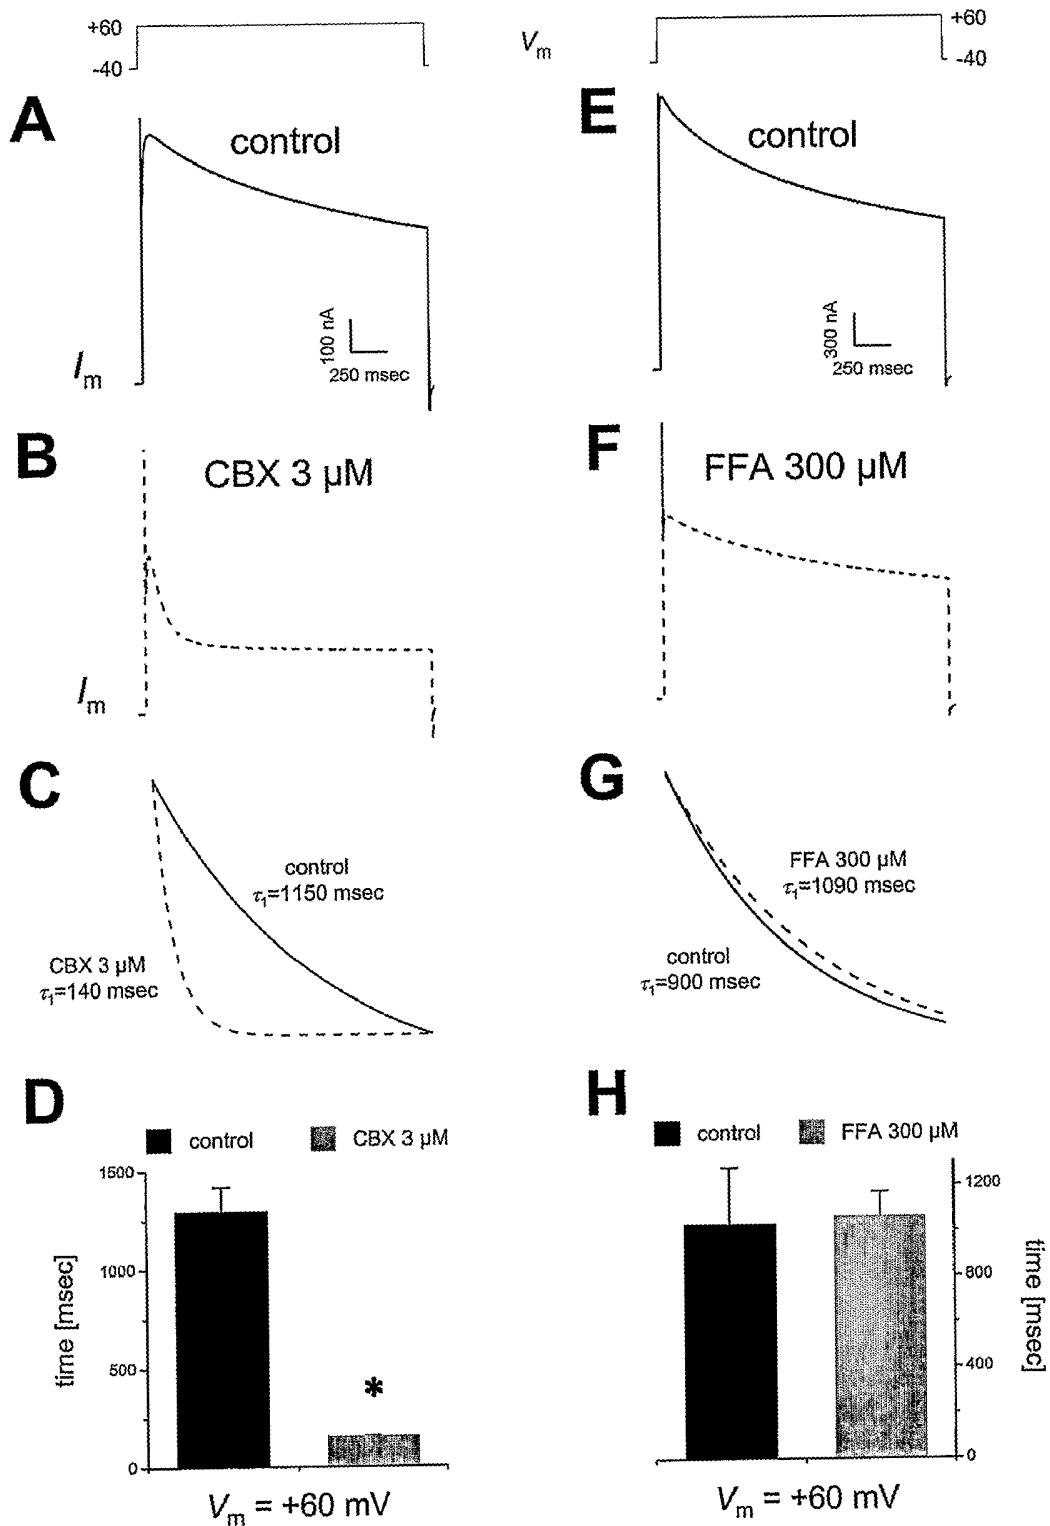 +60
-40
Vm
+60
-40
A
control
100 nA
250 msec
Im
E
control
300 nA
250 msec
B
CBX 3 µM
Im
F
FFA 300 µM
C
control
τ1=1150 msec
CBX 3 µM
τ1=140 msec
G
FFA 300 µM
τ1=1090 msec
control
τ1=900 msec
D
control
CBX 3 µM
1500
1000
500
0
time [msec]
*
Vm = +60 mV
H
control
FFA 300 µM
1200
800
400
0
time [msec]
Vm = +60 mV